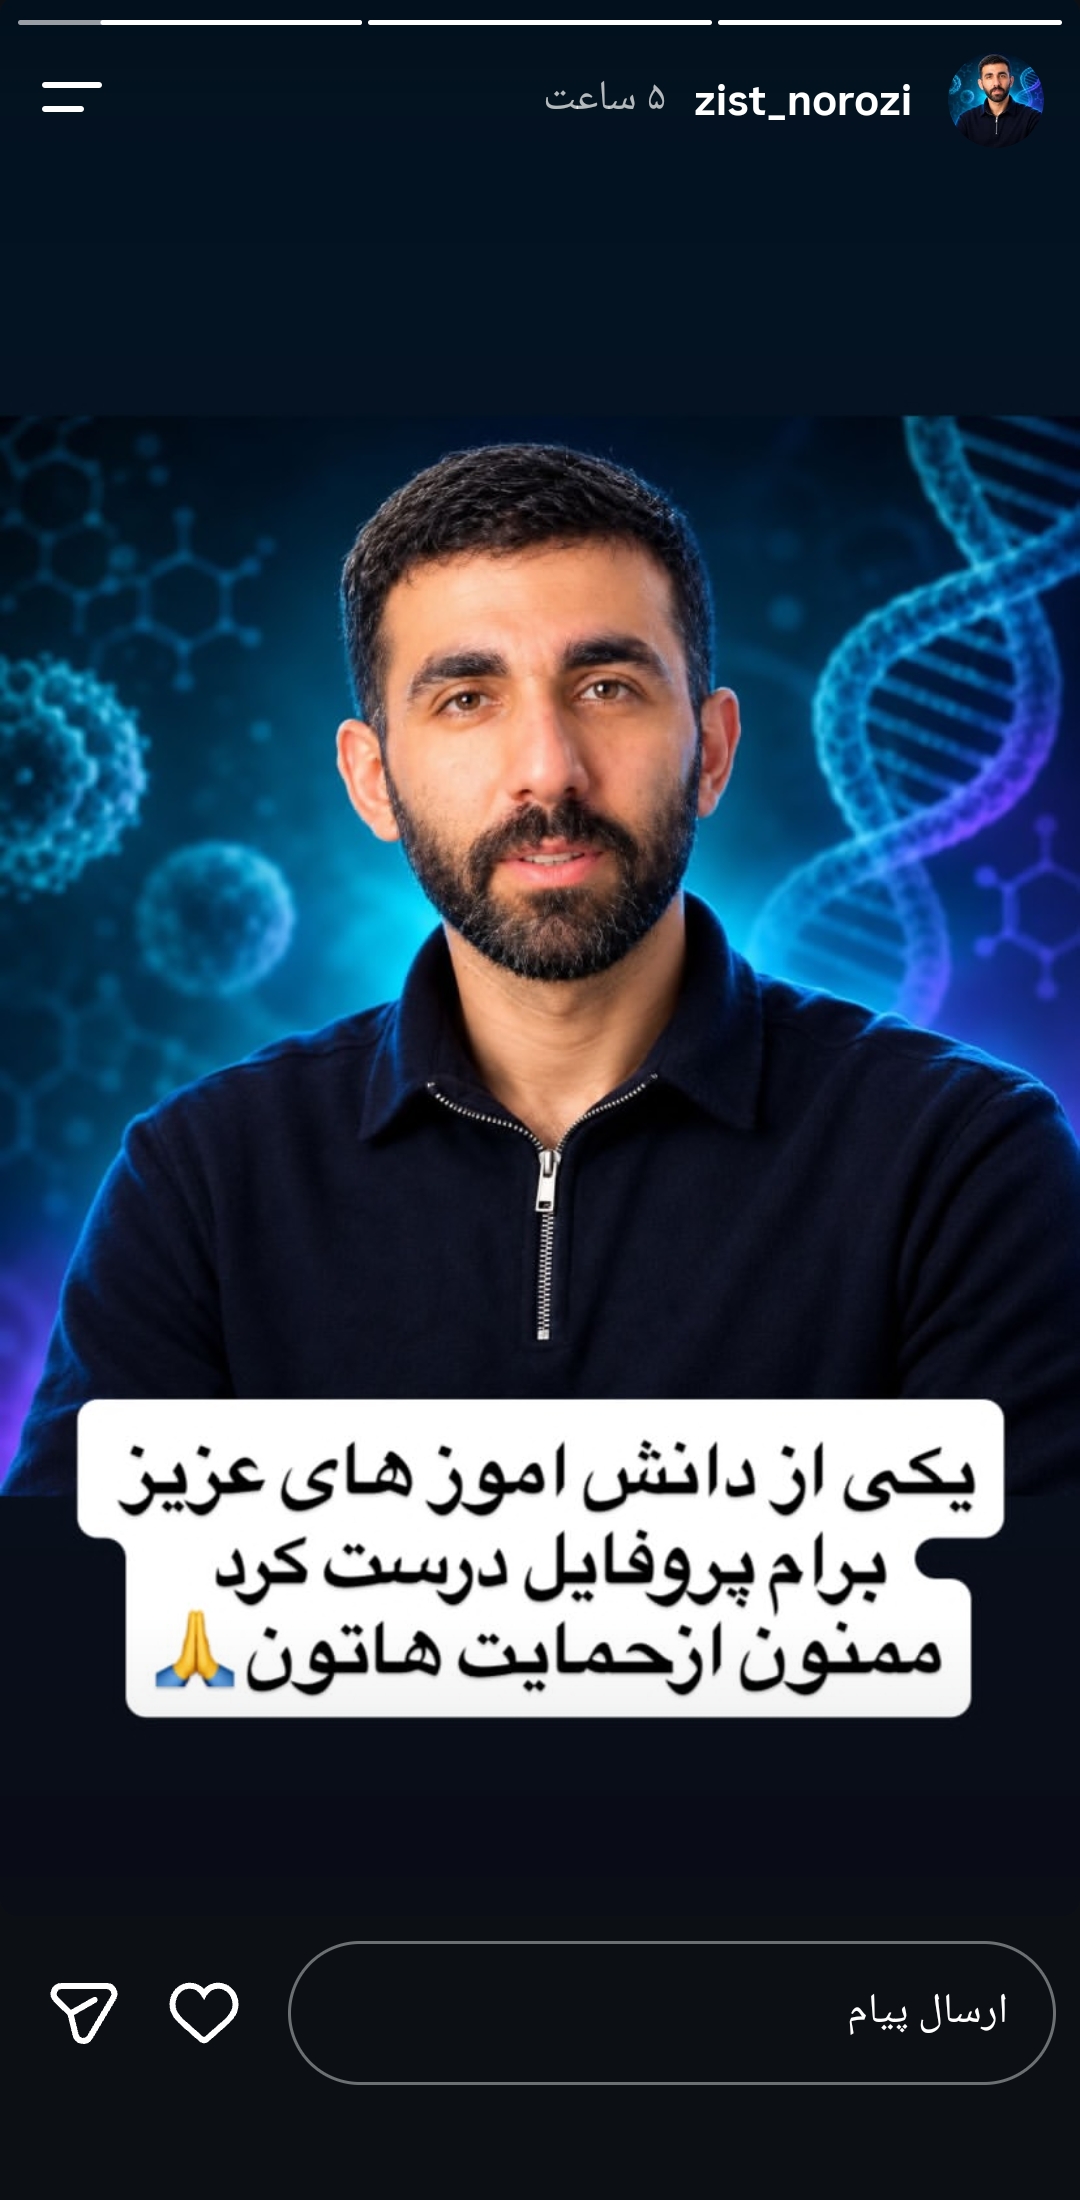 zist_norozi ۵ ساعت
یکی از دانش اموز های عزیز
برام پروفایل درست کرد
ممنون ازحمایت هاتون🙏
ارسال پیام